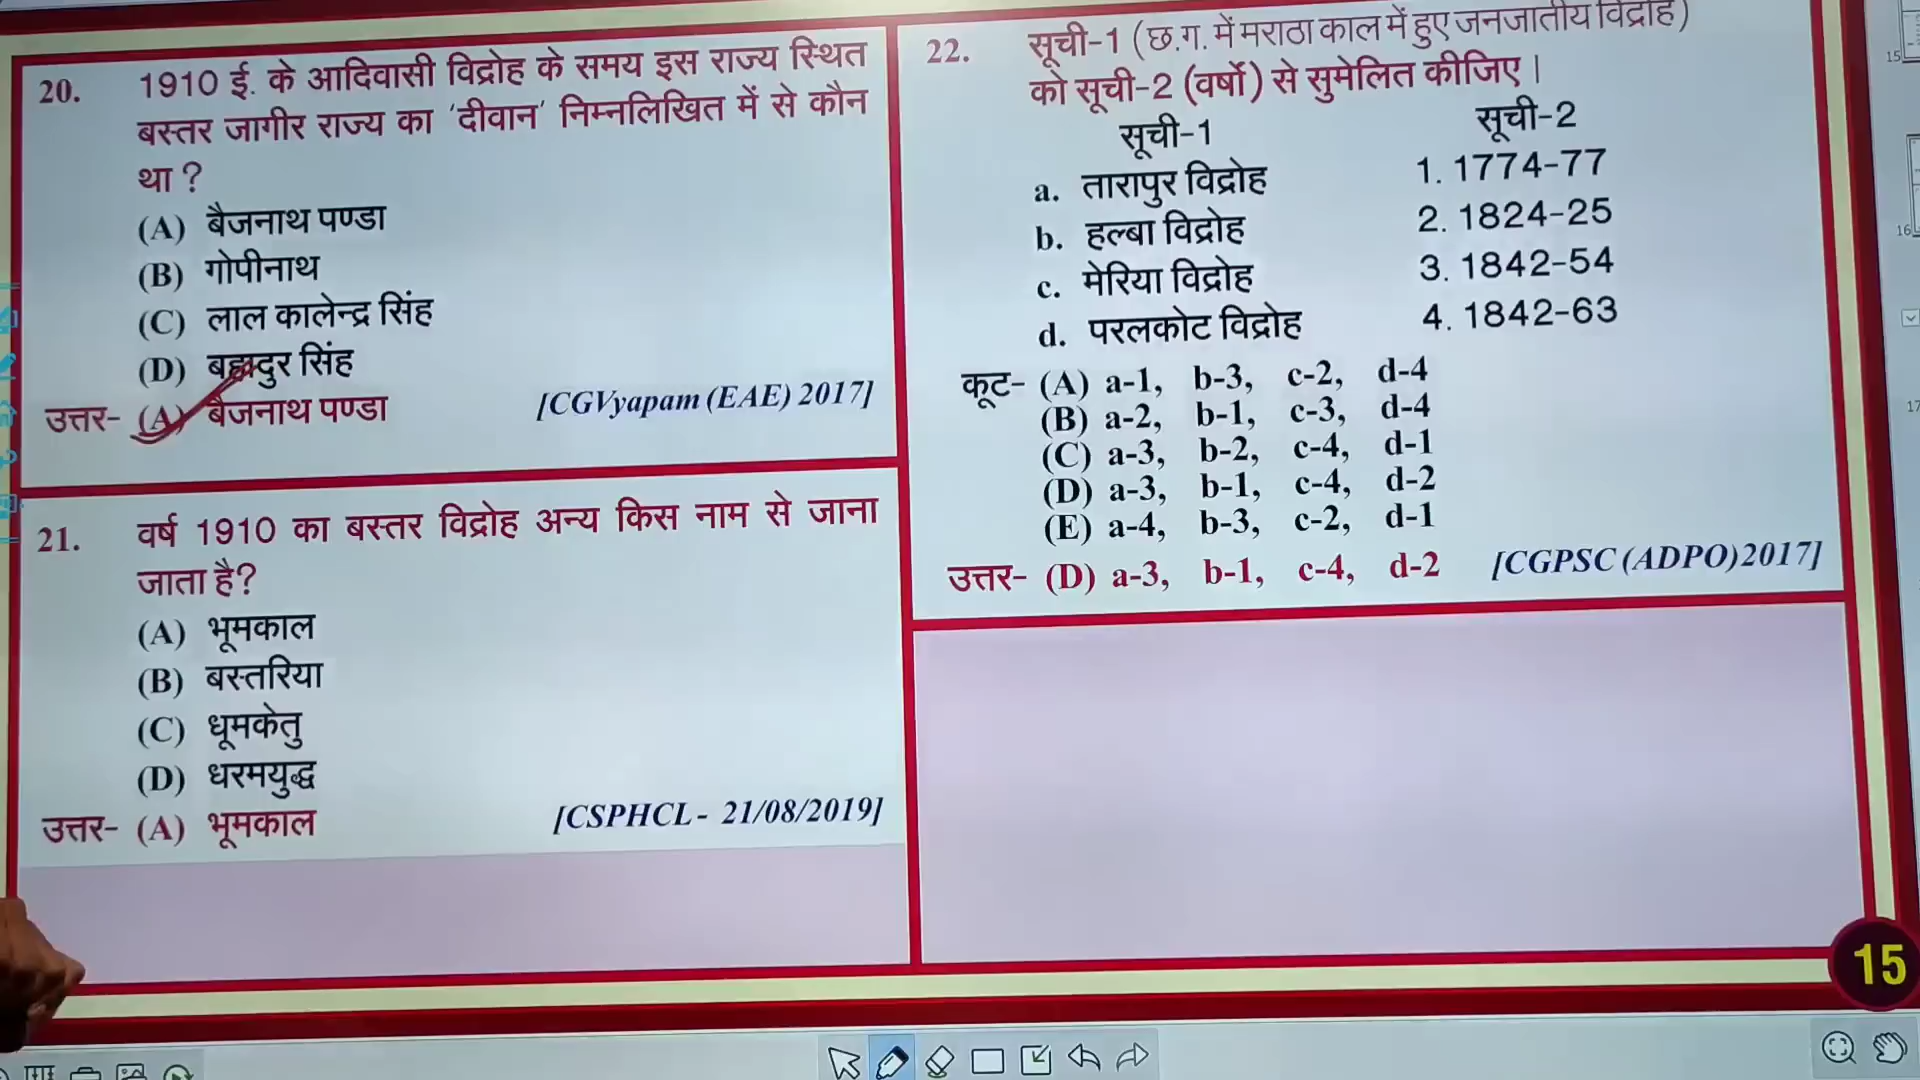 20. 1910 ई. के आदिवासी विद्रोह के समय इस राज्य स्थित
बस्तर जागीर राज्य का 'दीवान' निम्नलिखित में से कौन
था ?
(A) बैजनाथ पण्डा
(B) गोपीनाथ
(C) लाल कालेन्द्र सिंह
(D) बहादुर सिंह
उत्तर- (A) बैजनाथ पण्डा [CGVyapam (EAE) 2017]
21. वर्ष 1910 का बस्तर विद्रोह अन्य किस नाम से जाना
जाता है?
(A) भूमकाल
(B) बस्तरिया
(C) धूमकेतु
(D) धरमयुद्ध
उत्तर- (A) भूमकाल [CSPHCL- 21/08/2019]
22. सूची-1 (छ.ग. में मराठा काल में हुए जनजातीय विद्रोह)
को सूची-2 (वर्षो) से सुमेलित कीजिए |
सूची-1 सूची-2
a. तारापुर विद्रोह 1. 1774-77
b. हल्बा विद्रोह 2. 1824-25
c. मेरिया विद्रोह 3. 1842-54
d. परलकोट विद्रोह 4. 1842-63
कूट- (A) a-1, b-3, c-2, d-4
(B) a-2, b-1, c-3, d-4
(C) a-3, b-2, c-4, d-1
(D) a-3, b-1, c-4, d-2
(E) a-4, b-3, c-2, d-1
उत्तर- (D) a-3, b-1, c-4, d-2 [CGPSC (ADPO)2017]
15
15
16
17